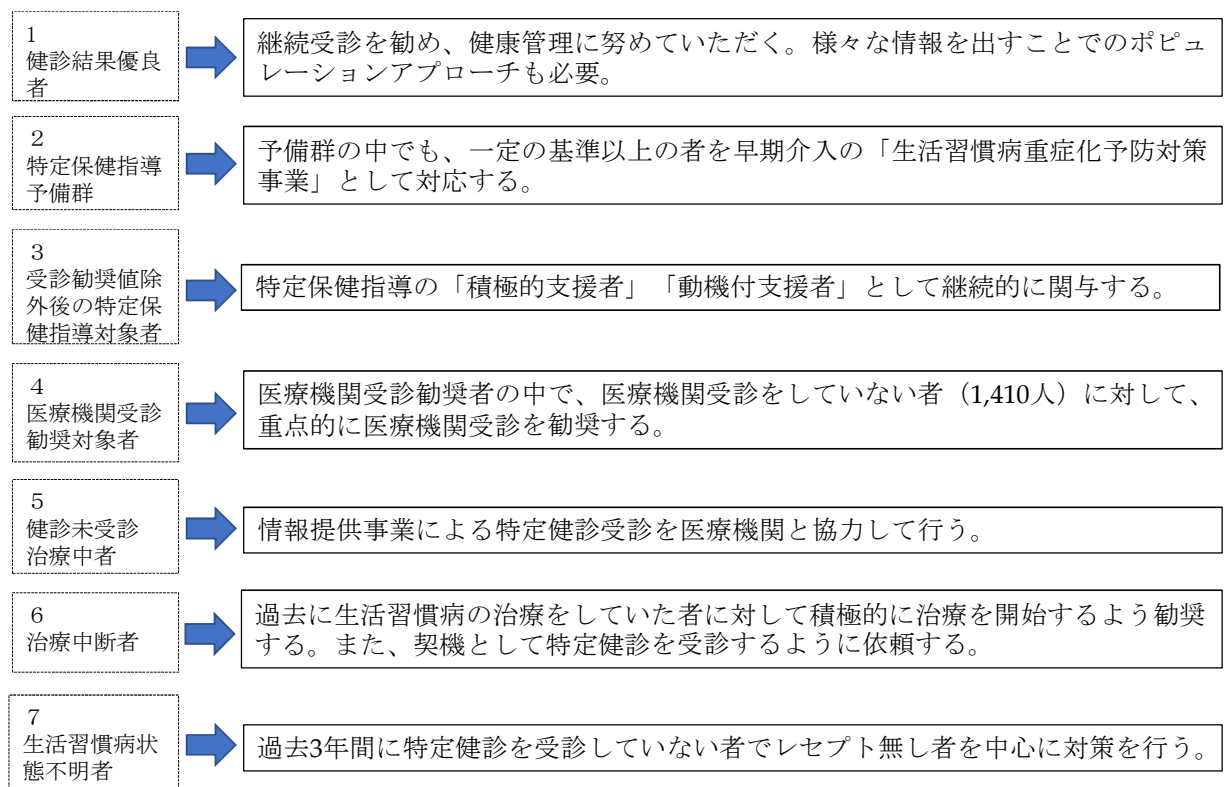 1
健診結果優良
者
継続受診を勧め、健康管理に努めていただく。様々な情報を出すことでのポピュ
レーションアプローチも必要。
2
特定保健指導
予備群
予備群の中でも、一定の基準以上の者を早期介入の「生活習慣病重症化予防対策
事業」として対応する。
3
受診勧奨値除
外後の特定保
健指導対象者
特定保健指導の「積極的支援者」「動機付支援者」として継続的に関与する。
4
医療機関受診
勧奨対象者
医療機関受診勧奨者の中で、医療機関受診をしていない者（1,410人）に対して、
重点的に医療機関受診を勧奨する。
5
健診未受診
治療中者
情報提供事業による特定健診受診を医療機関と協力して行う。
6
治療中断者
過去に生活習慣病の治療をしていた者に対して積極的に治療を開始するよう勧奨
する。また、契機として特定健診を受診するように依頼する。
7
生活習慣病状
態不明者
過去3年間に特定健診を受診していない者でレセプト無し者を中心に対策を行う。